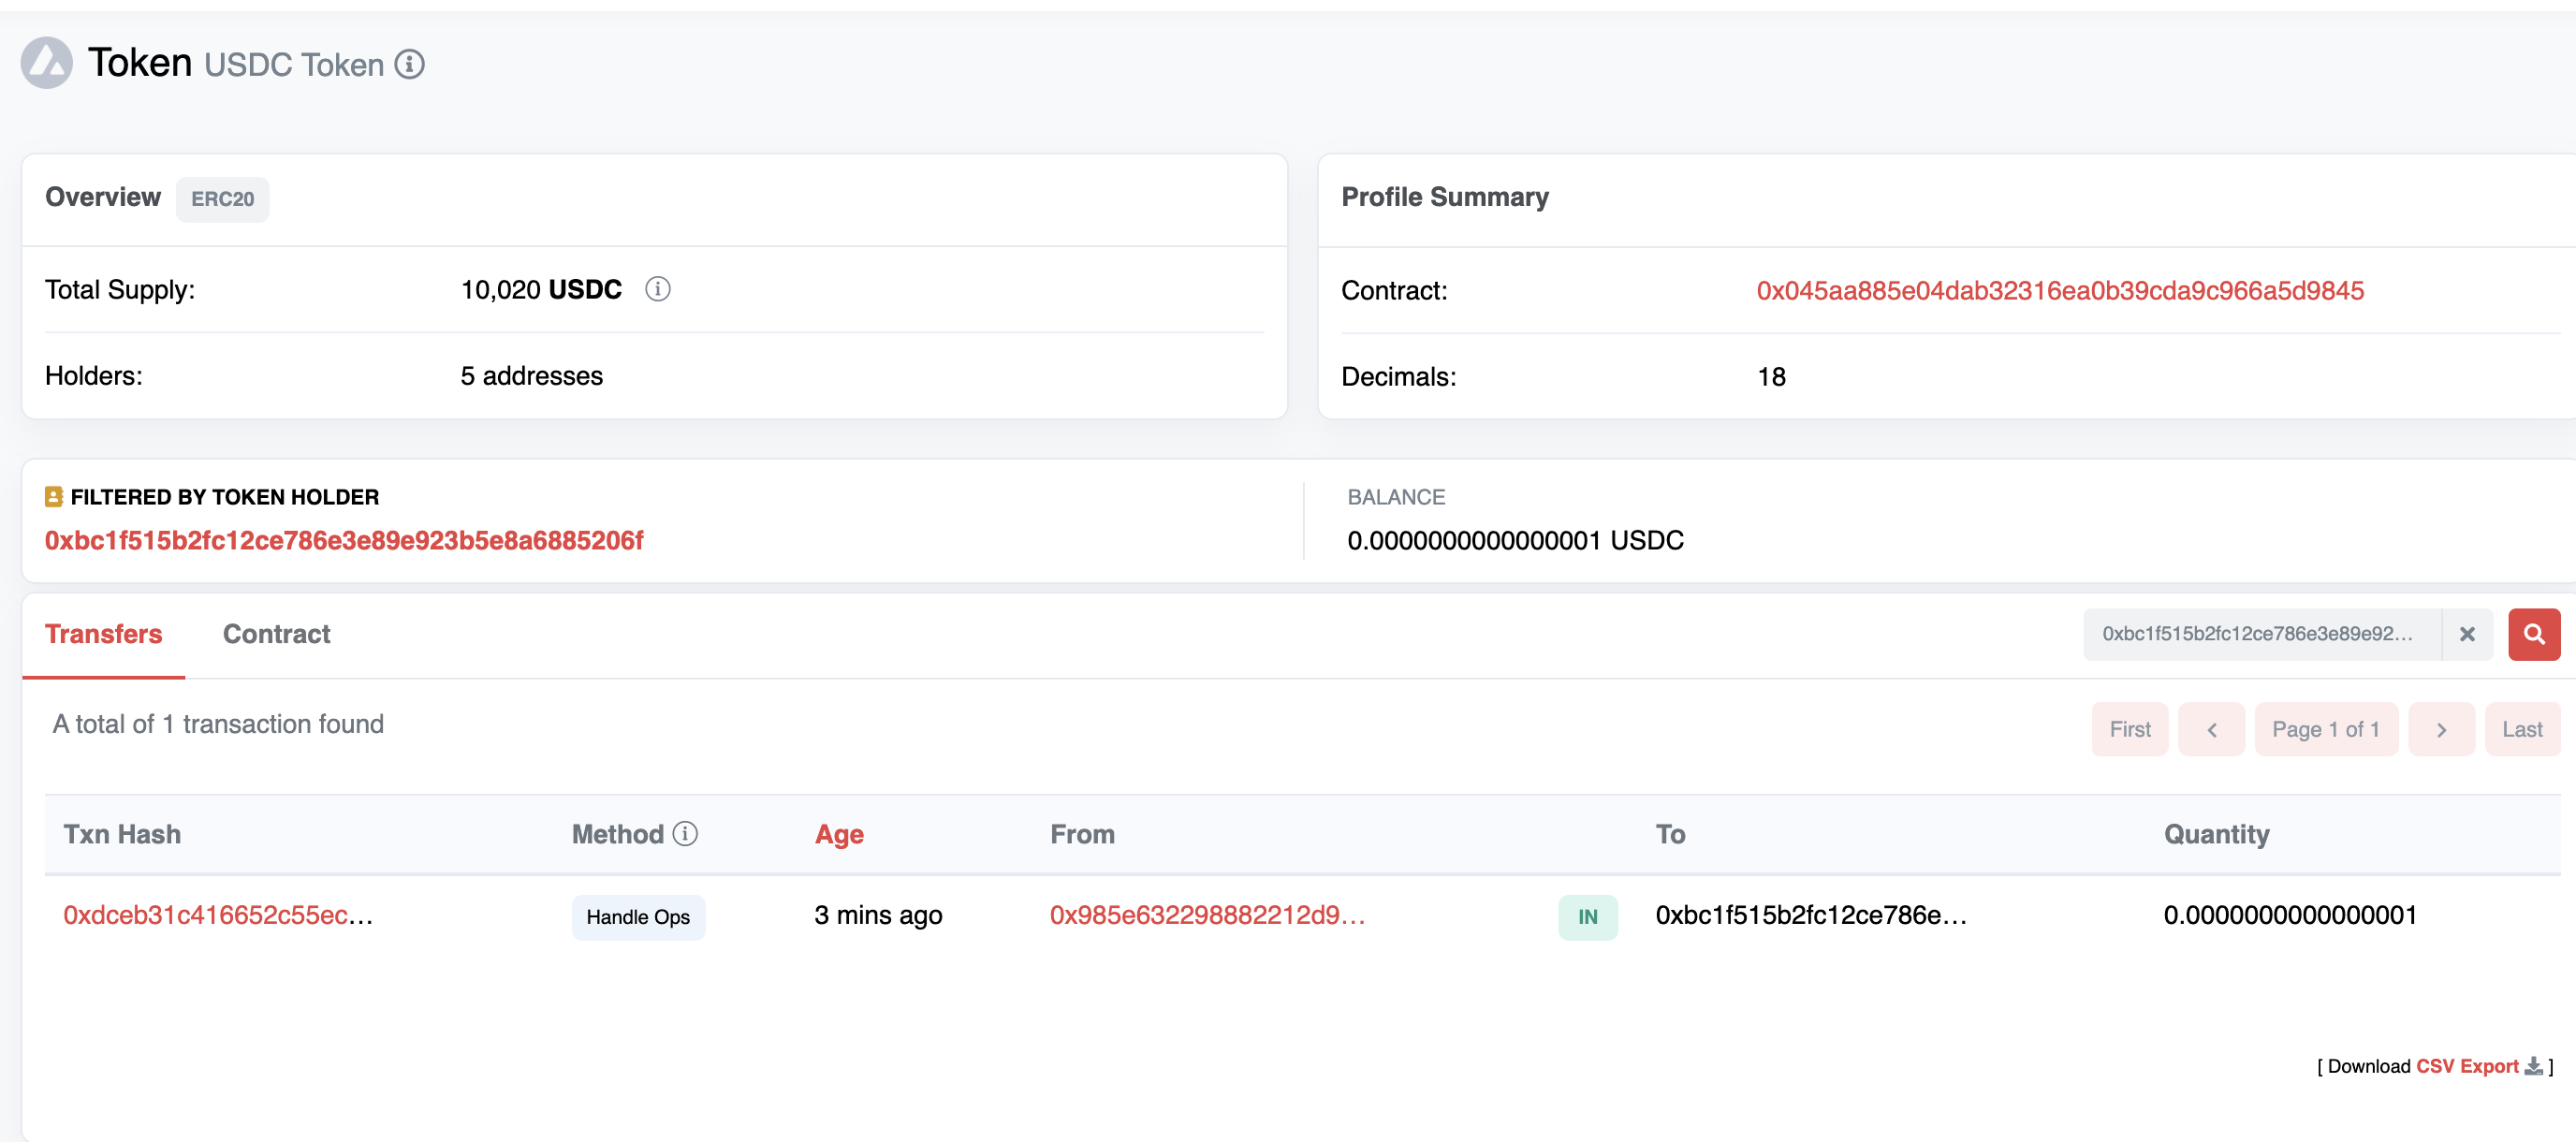 Token USDC Token
Overview ERC20
Total Supply: 10,020 USDC
Holders: 5 addresses
Profile Summary
Contract: 0x045aa885e04dab32316ea0b39cda9c966a5d9845
Decimals: 18
FILTERED BY TOKEN HOLDER
0xbc1f515b2fc12ce786e3e89e923b5e8a6885206f
BALANCE
0.0000000000000001 USDC
Transfers Contract
0xbc1f515b2fc12ce786e3e89e92...
A total of 1 transaction found
First Page 1 of 1 Last
Txn Hash Method Age From To Quantity
0xdceb31c416652c55ec... Handle Ops 3 mins ago 0x985e632298882212d9... IN 0xbc1f515b2fc12ce786e... 0.0000000000000001
[ Download CSV Export ]